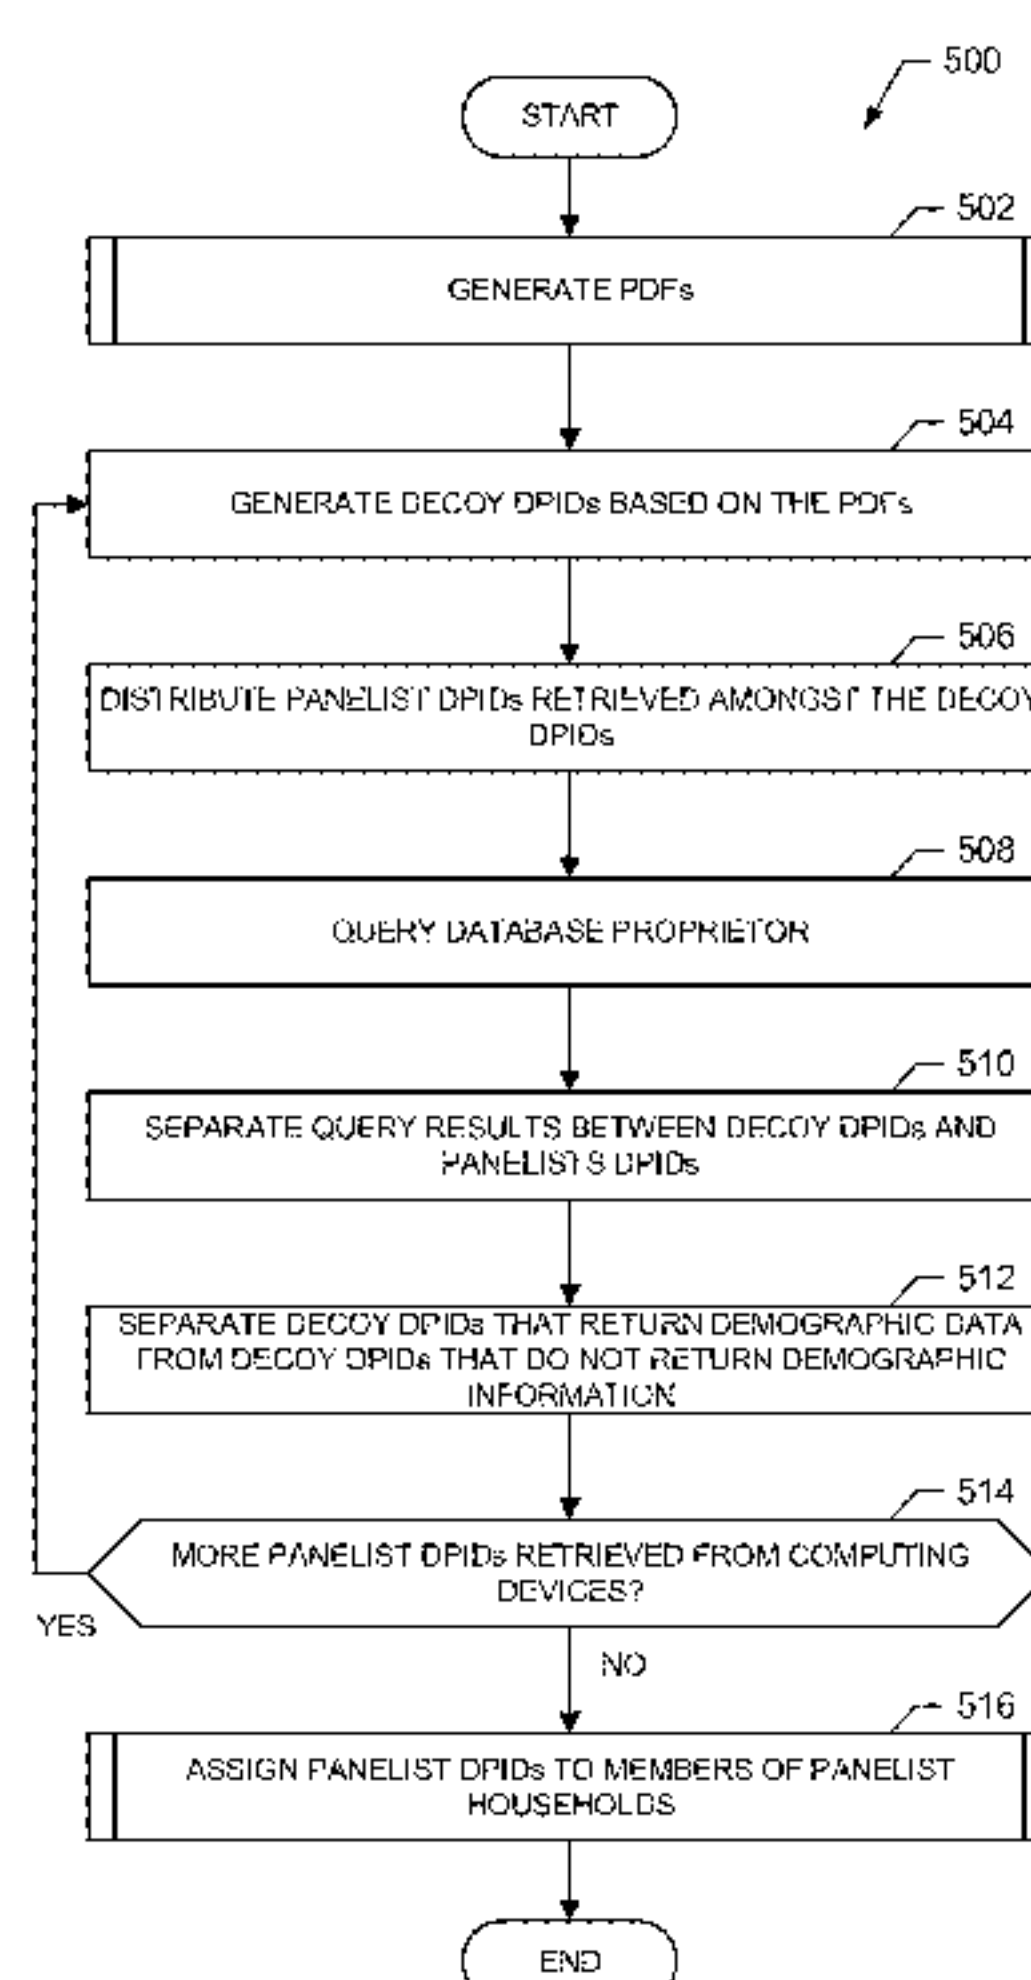 500
START
502
GENERATE PDFs
504
GENERATE DECOY DPIDs BASED ON THE PDFs
506
DISTRIBUTE PANELIST DPIDs RETRIEVED AMONGST THE DECOY
DPIDs
508
QUERY DATABASE PROPRIETOR
510
SEPARATE QUERY RESULTS BETWEEN DECOY DPIDs AND
PANELISTS DPIDs
512
SEPARATE DECOY DPIDs THAT RETURN DEMOGRAPHIC DATA
FROM DECOY DPIDs THAT DO NOT RETURN DEMOGRAPHIC
INFORMATION
514
MORE PANELIST DPIDs RETRIEVED FROM COMPUTING
DEVICES?
YES
NO
516
ASSIGN PANELIST DPIDs TO MEMBERS OF PANELIST
HOUSEHOLDS
END